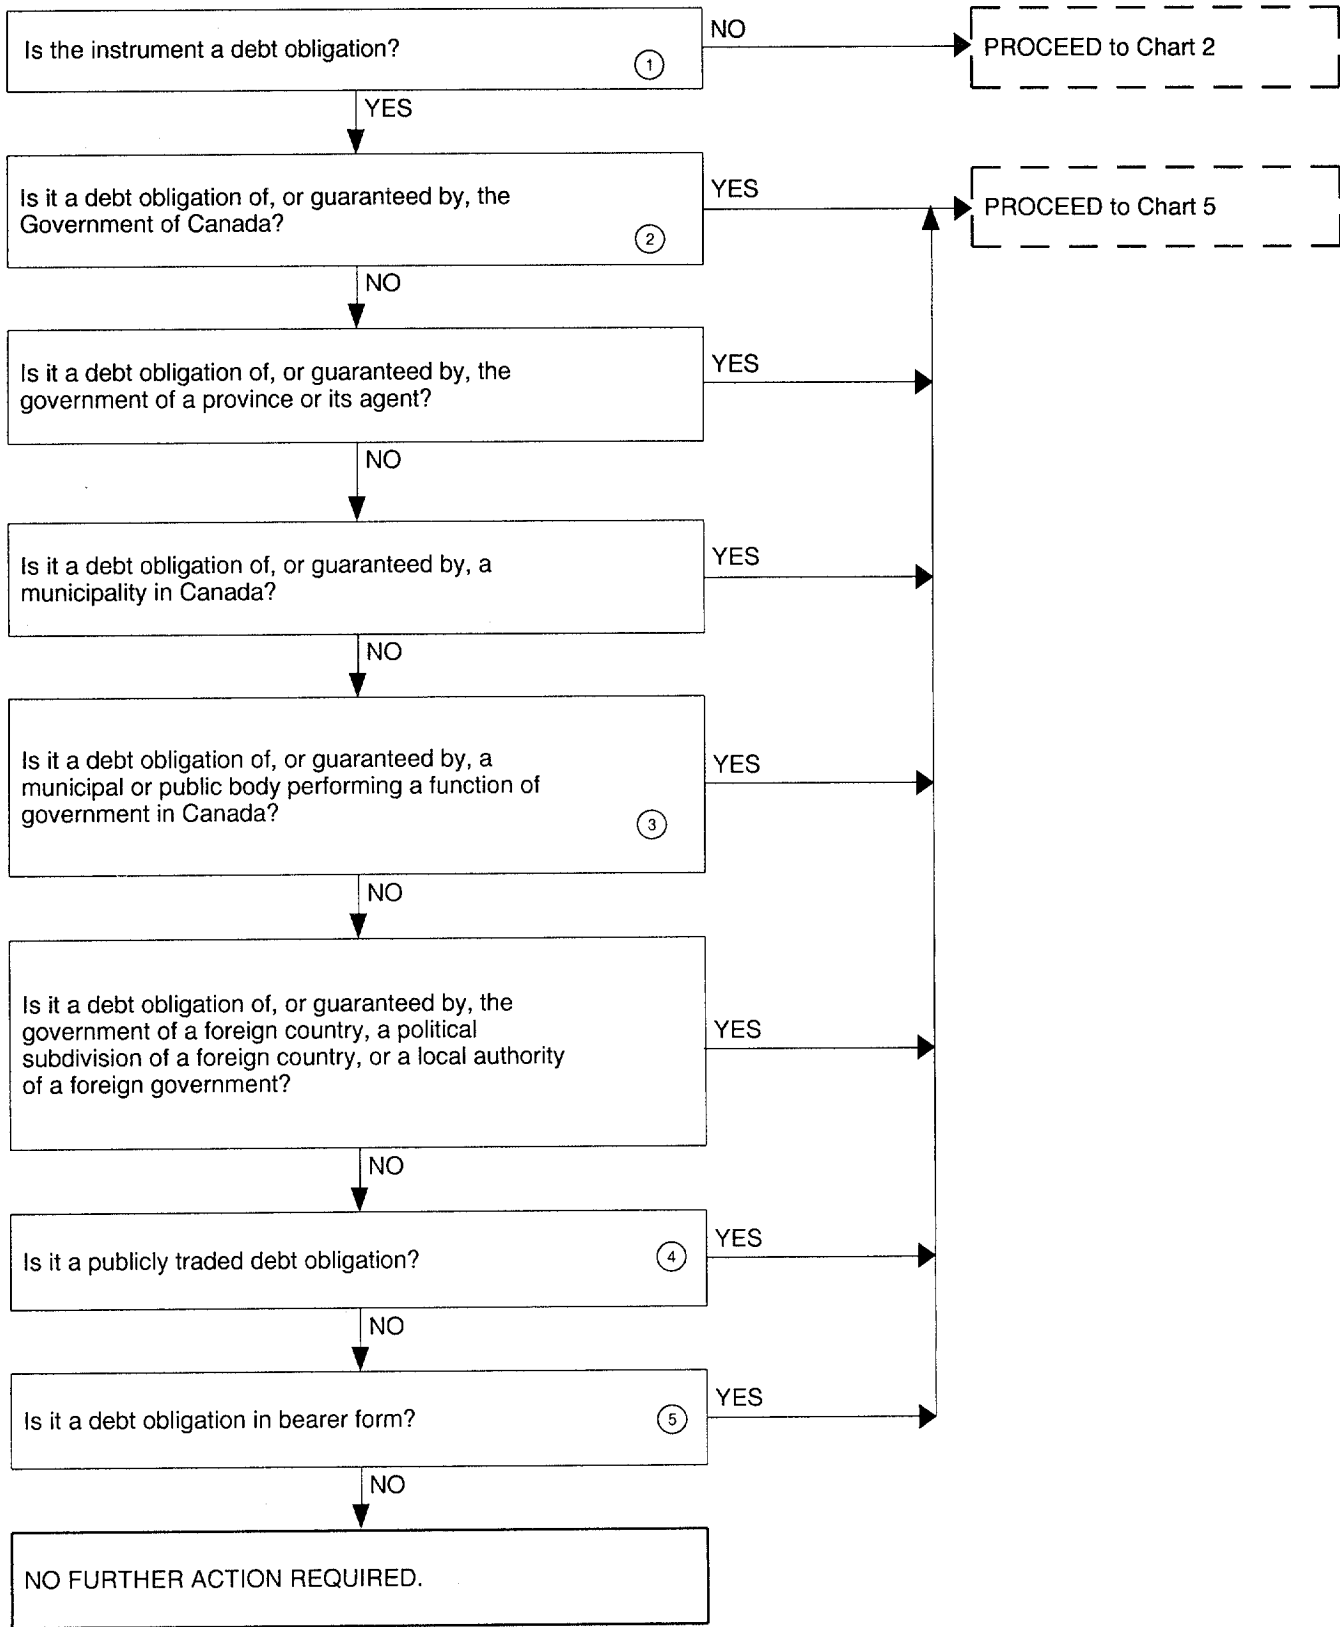 Is the instrument a debt obligation?
1
NO
PROCEED to Chart 2
YES
Is it a debt obligation of, or guaranteed by, the
Government of Canada?
2
YES
PROCEED to Chart 5
NO
Is it a debt obligation of, or guaranteed by, the
government of a province or its agent?
YES
NO
Is it a debt obligation of, or guaranteed by, a
municipality in Canada?
YES
NO
Is it a debt obligation of, or guaranteed by, a
municipal or public body performing a function of
government in Canada?
3
YES
NO
Is it a debt obligation of, or guaranteed by, the
government of a foreign country, a political
subdivision of a foreign country, or a local authority
of a foreign government?
YES
NO
Is it a publicly traded debt obligation?
4
YES
NO
Is it a debt obligation in bearer form?
5
YES
NO
NO FURTHER ACTION REQUIRED.